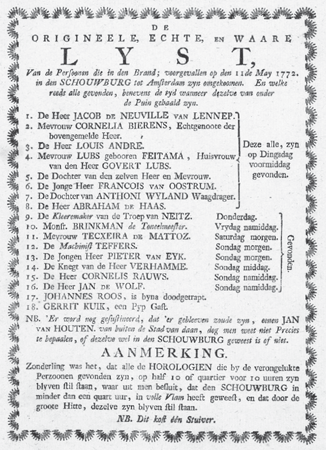 DE
ORIGINEELE, ECHTE, EN WAARE
LYST,
Van de Persoonen die in den Brand; voorgevallen op den 11de May 1772.
in den SCHOUWBURG tot Amsterdam zyn omgekoomen. En welke
reeds alle gevonden, benevens de tyd wanneer dezelve van onder
de Puin gehaald zyn.
1. De Heer JACOB DE NEUVILLE VAN LENNEP.
2. Mevrouw CORNELIA BIERENS, Echtgenoote der
bovengemelde Heer.
3. De Heer LOUIS ANDRE.
4. Mevrouw LUBS gebooren FEITAMA, Huisvrouw
van den Heer GOVERT LUBS.
5. De Dochter van den zelven Heer en Mevrouw.
6. De Jonge Heer FRANCOIS VAN OOSTRUM.
7. De Dochter van ANTHONI WYLAND Waagdrager.
8. De Heer ABRAHAM DE HAAS.
Deze alle, zyn
op Dingsdag
voormiddag
gevonden.
9. De Kleermaker van de Troep van NEITZ. Donderdag.
10. Monsr. BRINKMAN de Tooneelmeester. Vrydag namiddag.
11. Mevrouw TECXEIRA DE MATTOZ. Saturdag morgen.
12. De Machinist TEFFERS. Sondag morgen.
13. De Jongen Heer PIETER VAN EYK. Sondag morgen.
14. De Knegt van de Heer VERHAMME. Sondag middag.
15. De Heer CORNELIS RAUWS. Sondag namiddag.
16. De Heer JAN DE WOLF. Sondag namiddag.
Gevonden.
17. JOHANNES ROOS, is byna doodgetrapt.
18. GERRIT KUIK, een Pyp Gast.
NB. Er word nog gesustineerd, dat 'er gebleeven zoude zyn, eenen JAN
VAN HOUTEN. van buiten de Stad van daan, dog men weet niet Precies
te bepaalen, of dezelve wel in den SCHOUWBURG geweest is of niet.
AANMERKING.
Zonderling was het, dat alle de HOROLOGIEN die by de verongelukte
Perzoonen gevonden zyn, op half 10 of quartier voor 10 uuren zyn
blyven stil staan, waar uit men besluit, dat den SCHOUWBURG in
minder dan een quart uur, in volle Vlam heeft geweest, en dat door de
groote Hitte, dezelve zyn blyven stil staan.
NB. Dit kost één Stuiver.